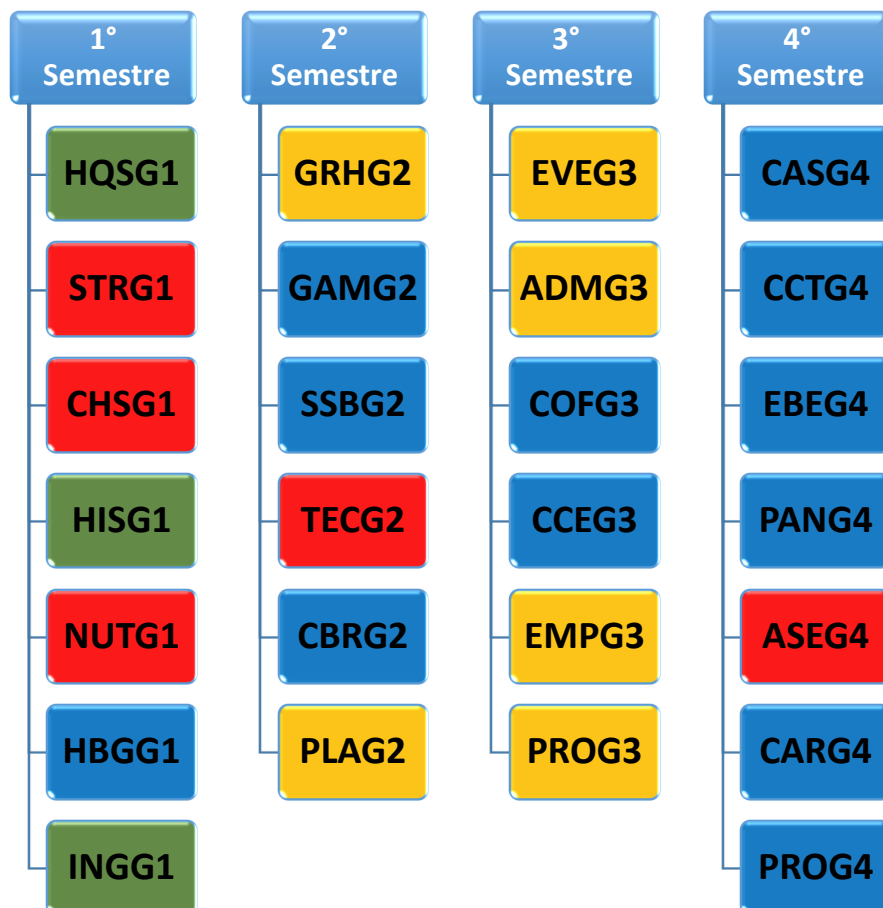 1°
Semestre
HQSG1
STRG1
CHSG1
HISG1
NUTG1
HBGG1
INGG1
2°
Semestre
GRHG2
GAMG2
SSBG2
TECG2
CBRG2
PLAG2
3°
Semestre
EVEG3
ADMG3
COFG3
CCEG3
EMPG3
PROG3
4°
Semestre
CASG4
CCTG4
EBEG4
PANG4
ASEG4
CARG4
PROG4